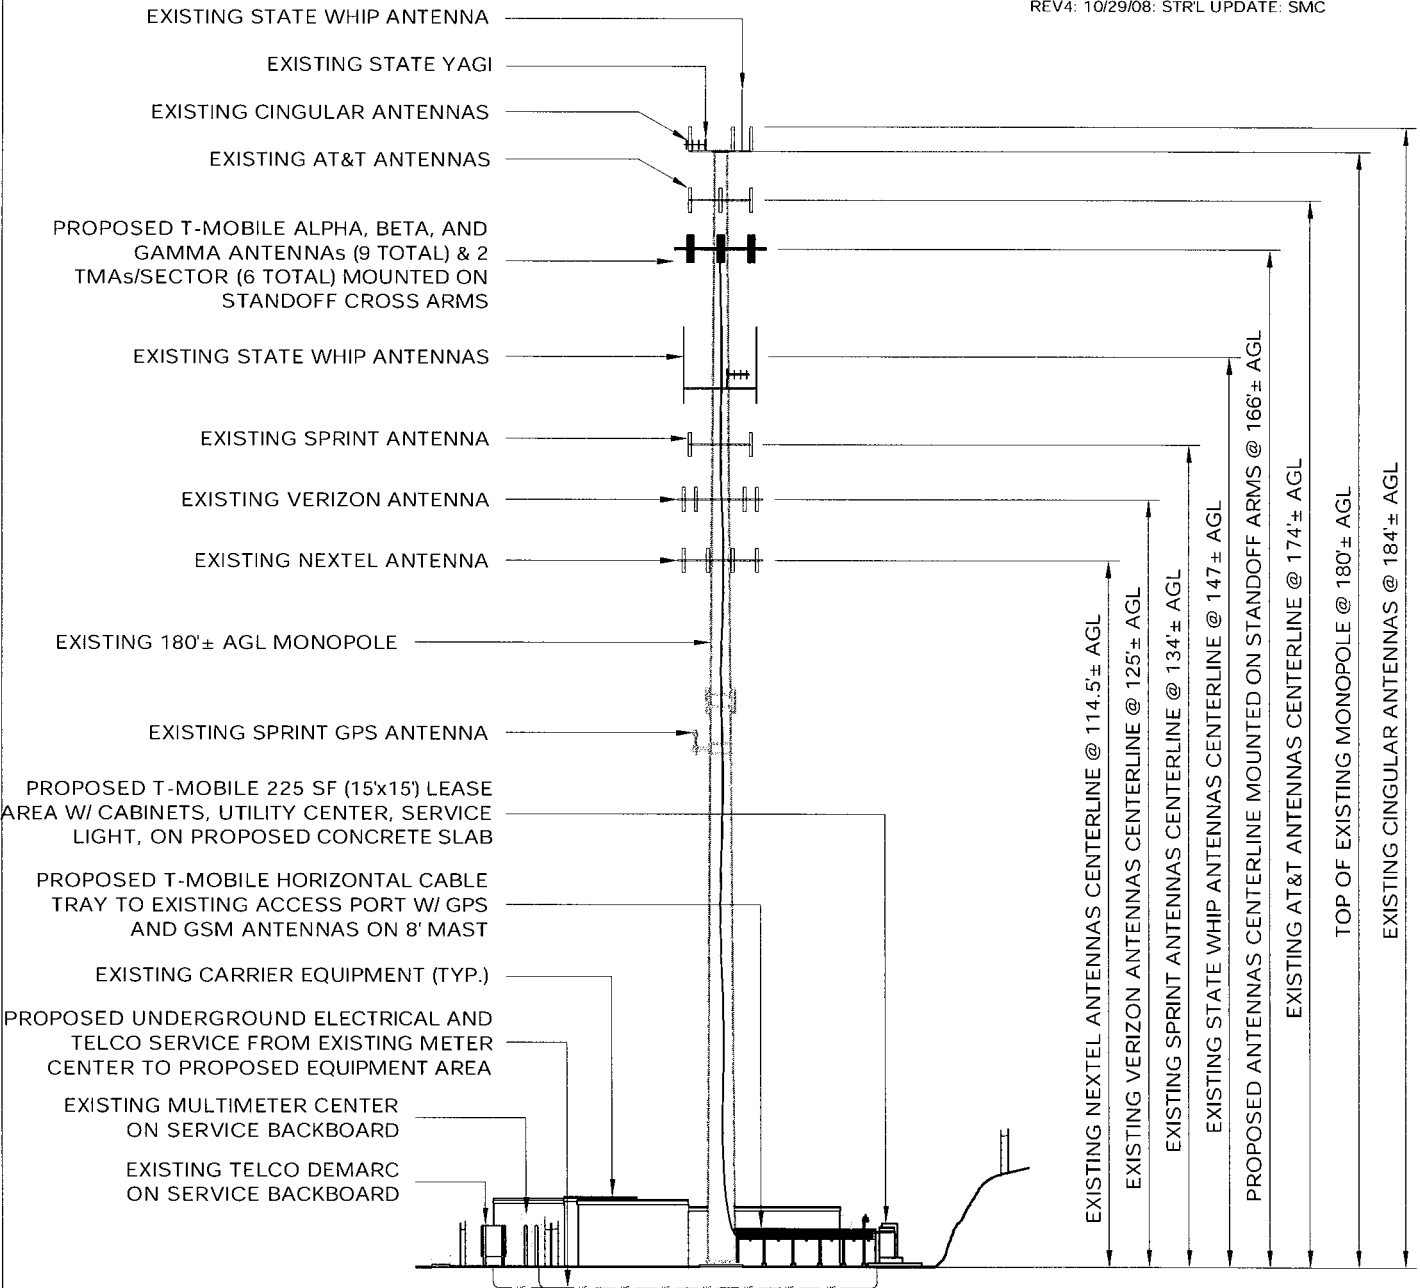 REV4: 10/29/08: STR'L UPDATE: SMC
EXISTING STATE WHIP ANTENNA
EXISTING STATE YAGI
EXISTING CINGULAR ANTENNAS
EXISTING AT&T ANTENNAS
PROPOSED T-MOBILE ALPHA, BETA, AND
GAMMA ANTENNAs (9 TOTAL) & 2
TMAs/SECTOR (6 TOTAL) MOUNTED ON
STANDOFF CROSS ARMS
EXISTING STATE WHIP ANTENNAS
EXISTING SPRINT ANTENNA
EXISTING VERIZON ANTENNA
EXISTING NEXTEL ANTENNA
EXISTING 180'± AGL MONOPOLE
EXISTING SPRINT GPS ANTENNA
PROPOSED T-MOBILE 225 SF (15'x15') LEASE
AREA W/ CABINETS, UTILITY CENTER, SERVICE
LIGHT, ON PROPOSED CONCRETE SLAB
PROPOSED T-MOBILE HORIZONTAL CABLE
TRAY TO EXISTING ACCESS PORT W/ GPS
AND GSM ANTENNAS ON 8' MAST
EXISTING CARRIER EQUIPMENT (TYP.)
PROPOSED UNDERGROUND ELECTRICAL AND
TELCO SERVICE FROM EXISTING METER
CENTER TO PROPOSED EQUIPMENT AREA
EXISTING MULTIMETER CENTER
ON SERVICE BACKBOARD
EXISTING TELCO DEMARC
ON SERVICE BACKBOARD
EXISTING NEXTEL ANTENNAS CENTERLINE @ 114.5'± AGL
EXISTING VERIZON ANTENNAS CENTERLINE @ 125'± AGL
EXISTING SPRINT ANTENNAS CENTERLINE @ 134'± AGL
EXISTING STATE WHIP ANTENNAS CENTERLINE @ 147'± AGL
PROPOSED ANTENNAS CENTERLINE MOUNTED ON STANDOFF ARMS @ 166'± AGL
EXISTING AT&T ANTENNAS CENTERLINE @ 174'± AGL
TOP OF EXISTING MONOPOLE @ 180'± AGL
EXISTING CINGULAR ANTENNAS @ 184'± AGL